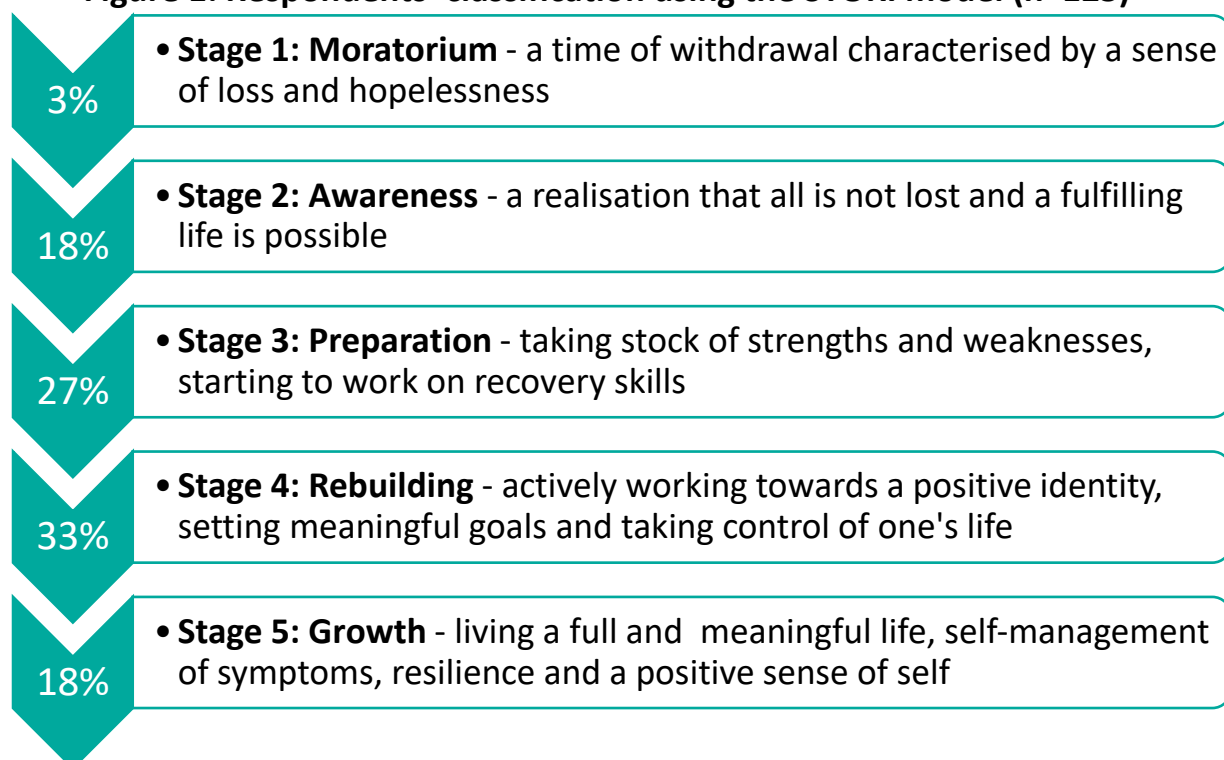 3%
• Stage 1: Moratorium - a time of withdrawal characterised by a sense
of loss and hopelessness
18%
• Stage 2: Awareness - a realisation that all is not lost and a fulfilling
life is possible
27%
• Stage 3: Preparation - taking stock of strengths and weaknesses,
starting to work on recovery skills
33%
• Stage 4: Rebuilding - actively working towards a positive identity,
setting meaningful goals and taking control of one's life
18%
• Stage 5: Growth - living a full and  meaningful life, self-management
of symptoms, resilience and a positive sense of self